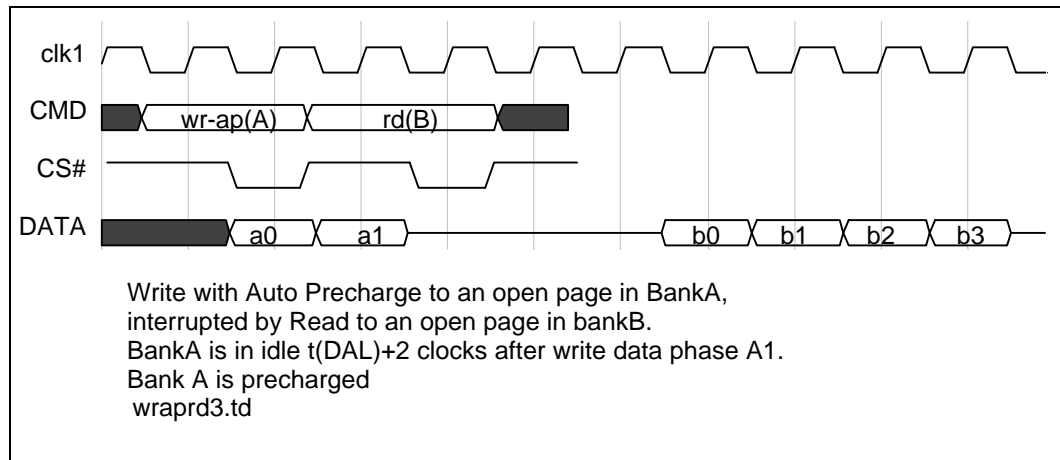 clk1
CMD wr-ap(A) rd(B)
CS#
DATA a0 a1 b0 b1 b2 b3
Write with Auto Precharge to an open page in BankA,
interrupted by Read to an open page in bankB.
BankA is in idle t(DAL)+2 clocks after write data phase A1.
Bank A is precharged
wraprd3.td